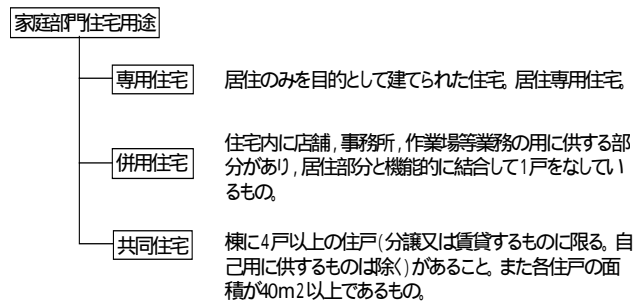 家庭部門住宅用途
専用住宅
居住のみを目的として建てられた住宅。居住専用住宅。
併用住宅
住宅内に店舗,事務所,作業場等業務の用に供する部
分があり,居住部分と機能的に結合して1戸をなしてい
るもの。
共同住宅
棟に4戸以上の住戸(分譲又は賃貸するものに限る。自
己用に供するものは除く)があること。また各住戸の面
積が40m2以上であるもの。